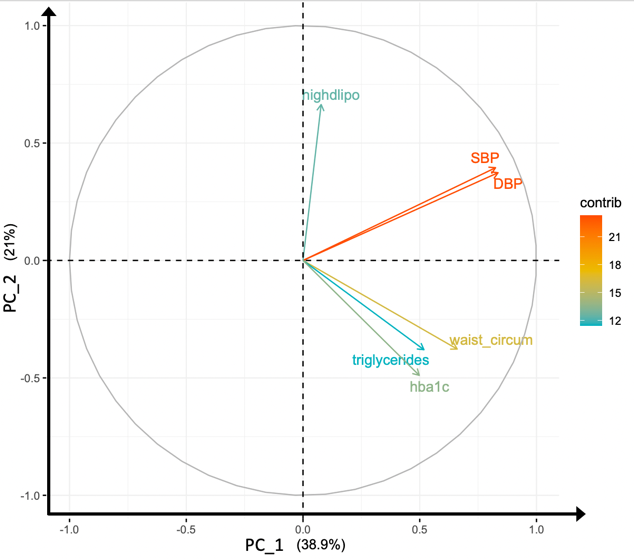 1.0
highdlipo
0.5
SBP
DBP
contrib
21
18
15
12
PC_2 (21%)
0.0
waist_circum
triglycerides
hba1c
-0.5
-1.0
-1.0 -0.5 0.0 0.5 1.0
PC_1 (38.9%)